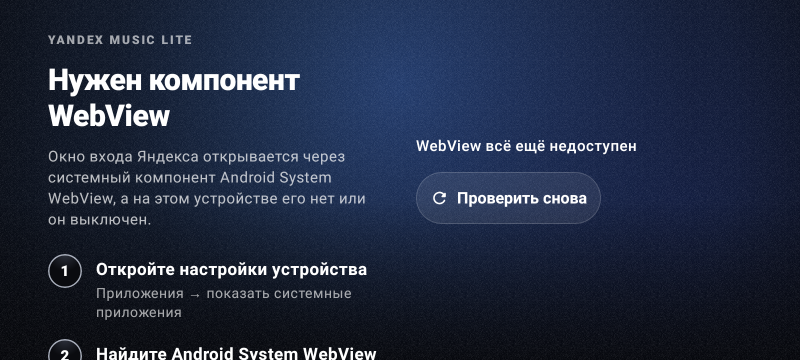 YANDEX MUSIC LITE
Нужен компонент
WebView
Окно входа Яндекса открывается через
системный компонент Android System
WebView, а на этом устройстве его нет или
он выключен.
1 Откройте настройки устройства
Приложения → показать системные
приложения
2 Найдите Android System WebView
WebView всё ещё недоступен
Проверить снова